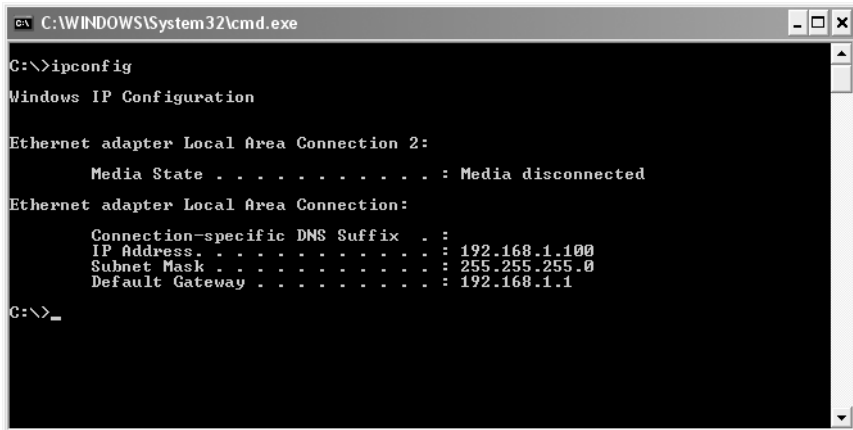 C:\WINDOWS\System32\cmd.exe
C:\>ipconfig
Windows IP Configuration
Ethernet adapter Local Area Connection 2:
Media State . . . . . . . . . . . : Media disconnected
Ethernet adapter Local Area Connection:
Connection-specific DNS Suffix . :
IP Address. . . . . . . . . . . . : 192.168.1.100
Subnet Mask . . . . . . . . . . . : 255.255.255.0
Default Gateway . . . . . . . . . : 192.168.1.1
C:\>_